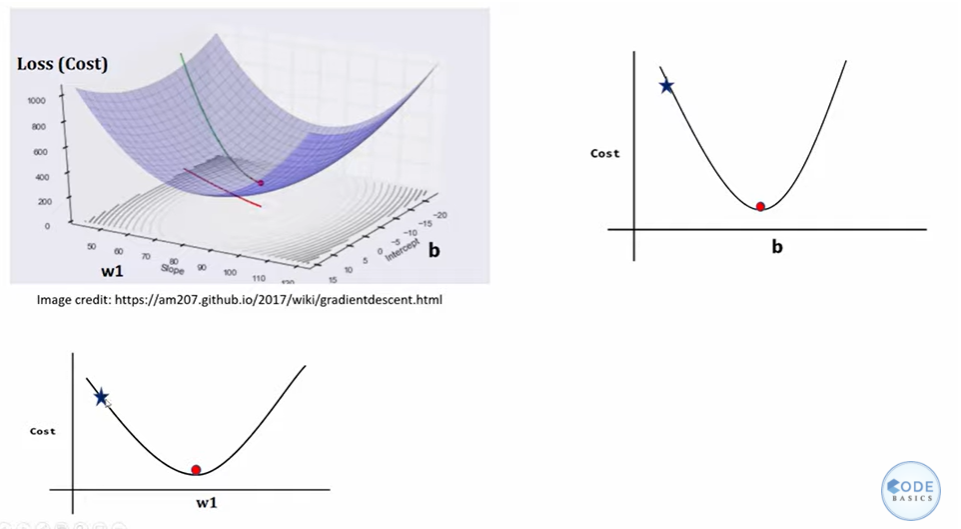 Loss (Cost)
1000
800
600
400
200
0
50
60
70
80
90
100
110
120
Slope
w1
15
10
5
0
-5
-10
-15
-20
Intercept
b
Image credit: https://am207.github.io/2017/wiki/gradientdescent.html
Cost
b
Cost
w1
CODE
BASICS